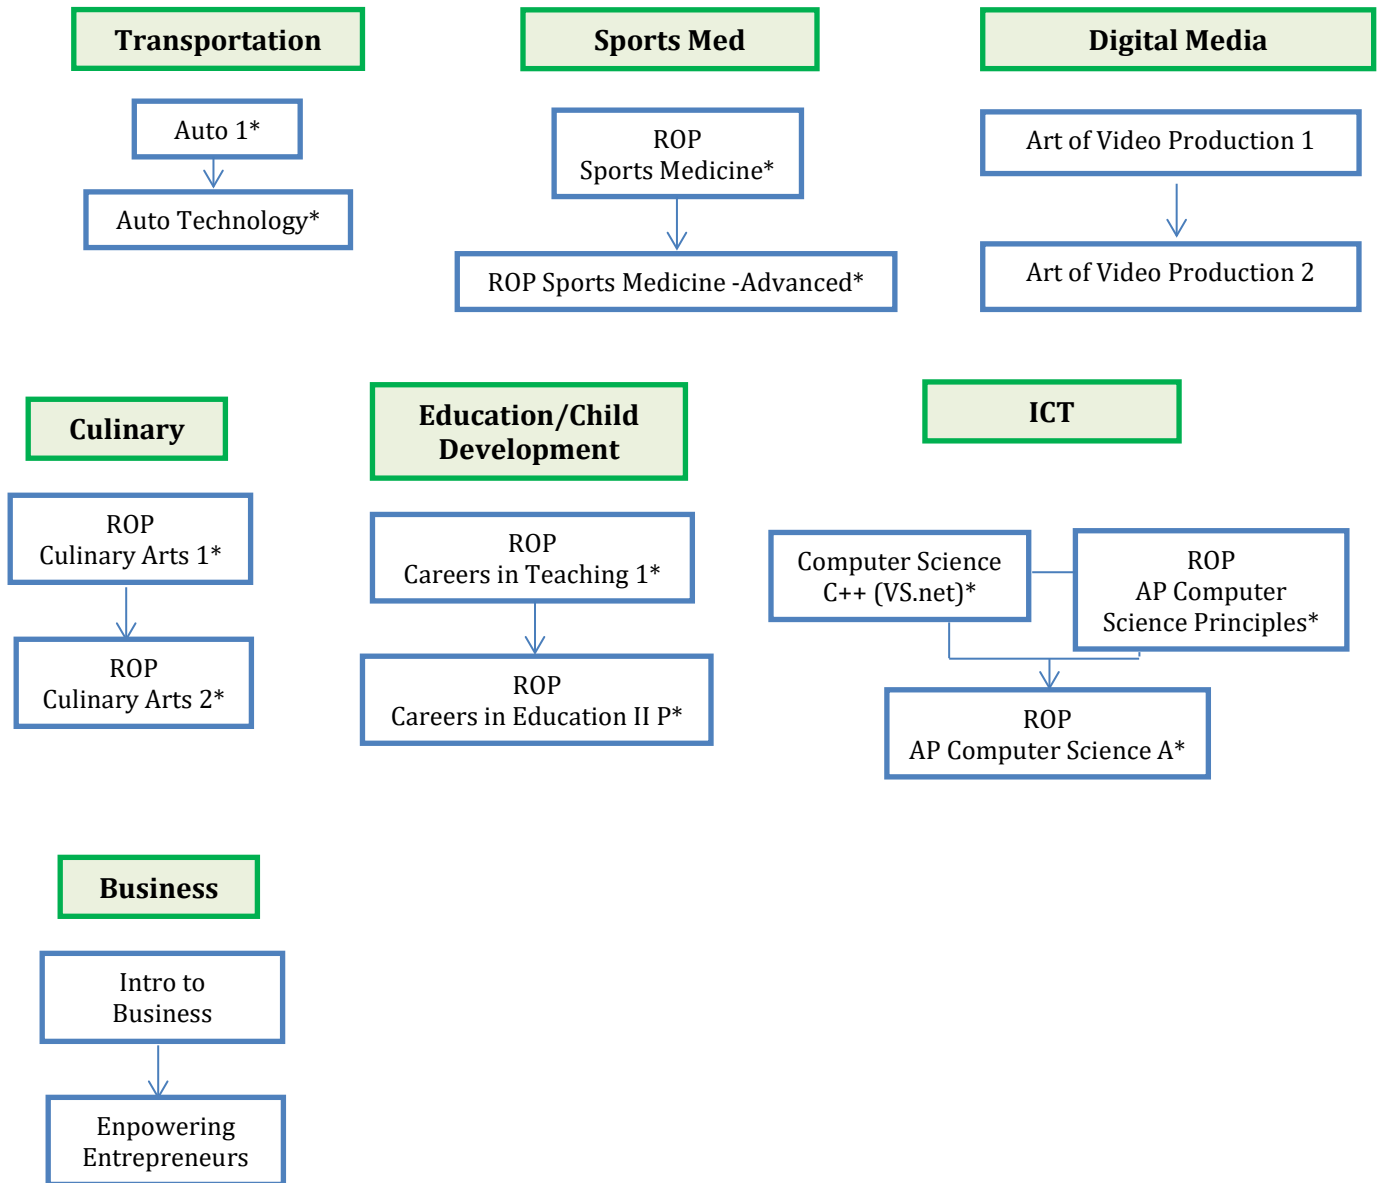 Transportation
Auto 1*
Auto Technology*
Sports Med
ROP
Sports Medicine*
ROP Sports Medicine -Advanced*
Digital Media
Art of Video Production 1
Art of Video Production 2
Culinary
ROP
Culinary Arts 1*
ROP
Culinary Arts 2*
Education/Child
Development
ROP
Careers in Teaching 1*
ROP
Careers in Education II P*
ICT
Computer Science
C++ (VS.net)*
ROP
AP Computer
Science Principles*
ROP
AP Computer Science A*
Business
Intro to
Business
Enpowering
Entrepreneurs